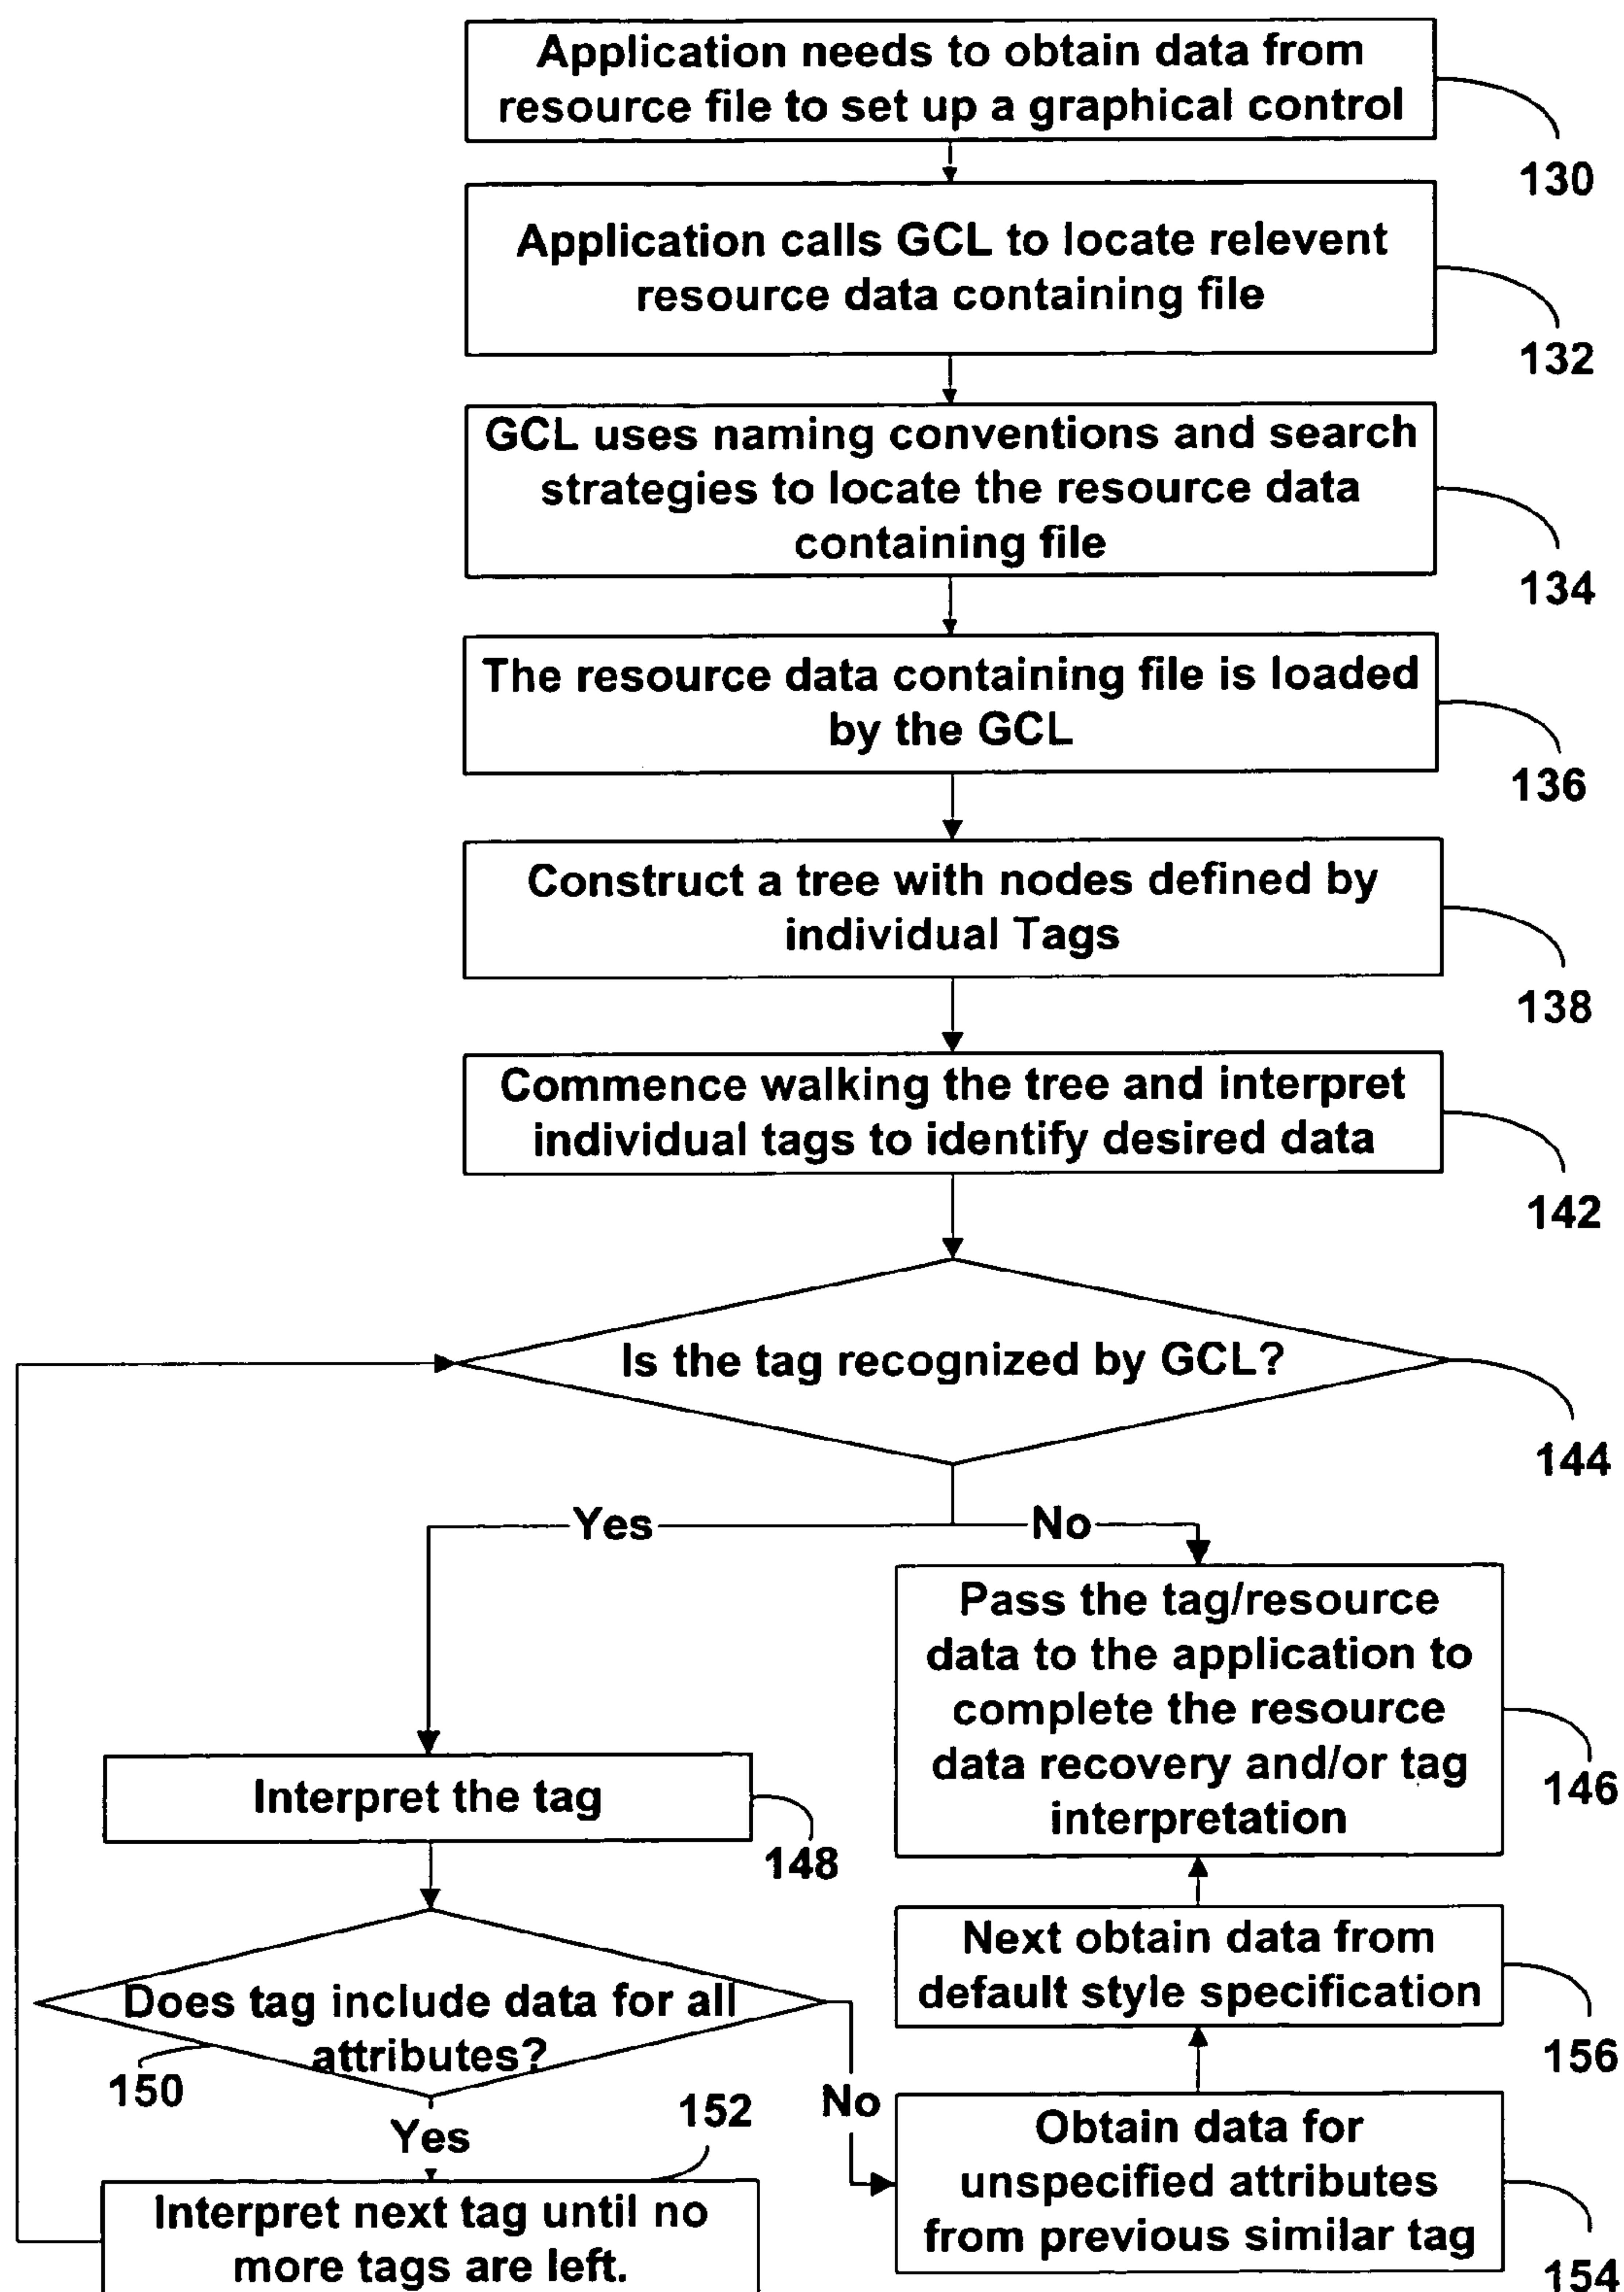 Application needs to obtain data from
resource file to set up a graphical control
130
Application calls GCL to locate relevent
resource data containing file
132
GCL uses naming conventions and search
strategies to locate the resource data
containing file
134
The resource data containing file is loaded
by the GCL
136
Construct a tree with nodes defined by
individual Tags
138
Commence walking the tree and interpret
individual tags to identify desired data
142
Is the tag recognized by GCL?
144
Yes
No
Pass the tag/resource
data to the application to
complete the resource
data recovery and/or tag
interpretation
146
Interpret the tag
148
Next obtain data from
default style specification
156
Does tag include data for all
attributes?
150
Yes
No
152
Interpret next tag until no
more tags are left.
Obtain data for
unspecified attributes
from previous similar tag
154